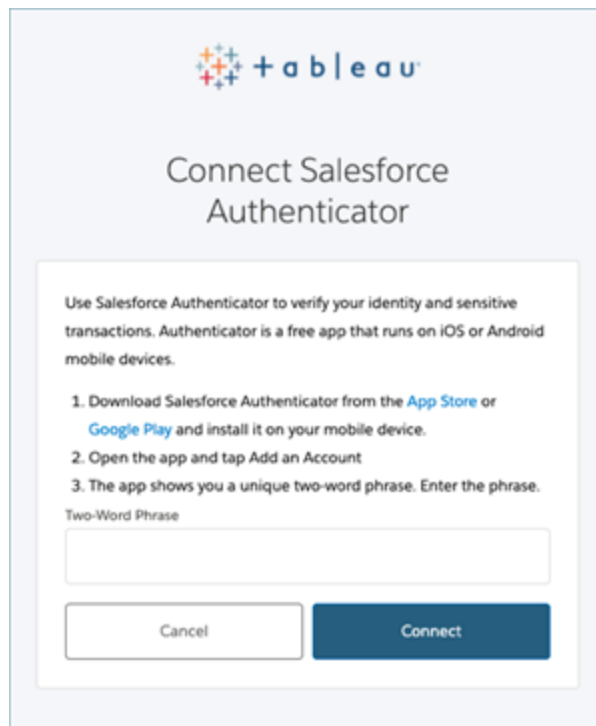 + a b | e a u
Connect Salesforce
Authenticator
Use Salesforce Authenticator to verify your identity and sensitive
transactions. Authenticator is a free app that runs on iOS or Android
mobile devices.
1. Download Salesforce Authenticator from the App Store or
Google Play and install it on your mobile device.
2. Open the app and tap Add an Account
3. The app shows you a unique two-word phrase. Enter the phrase.
Two-Word Phrase
Cancel
Connect